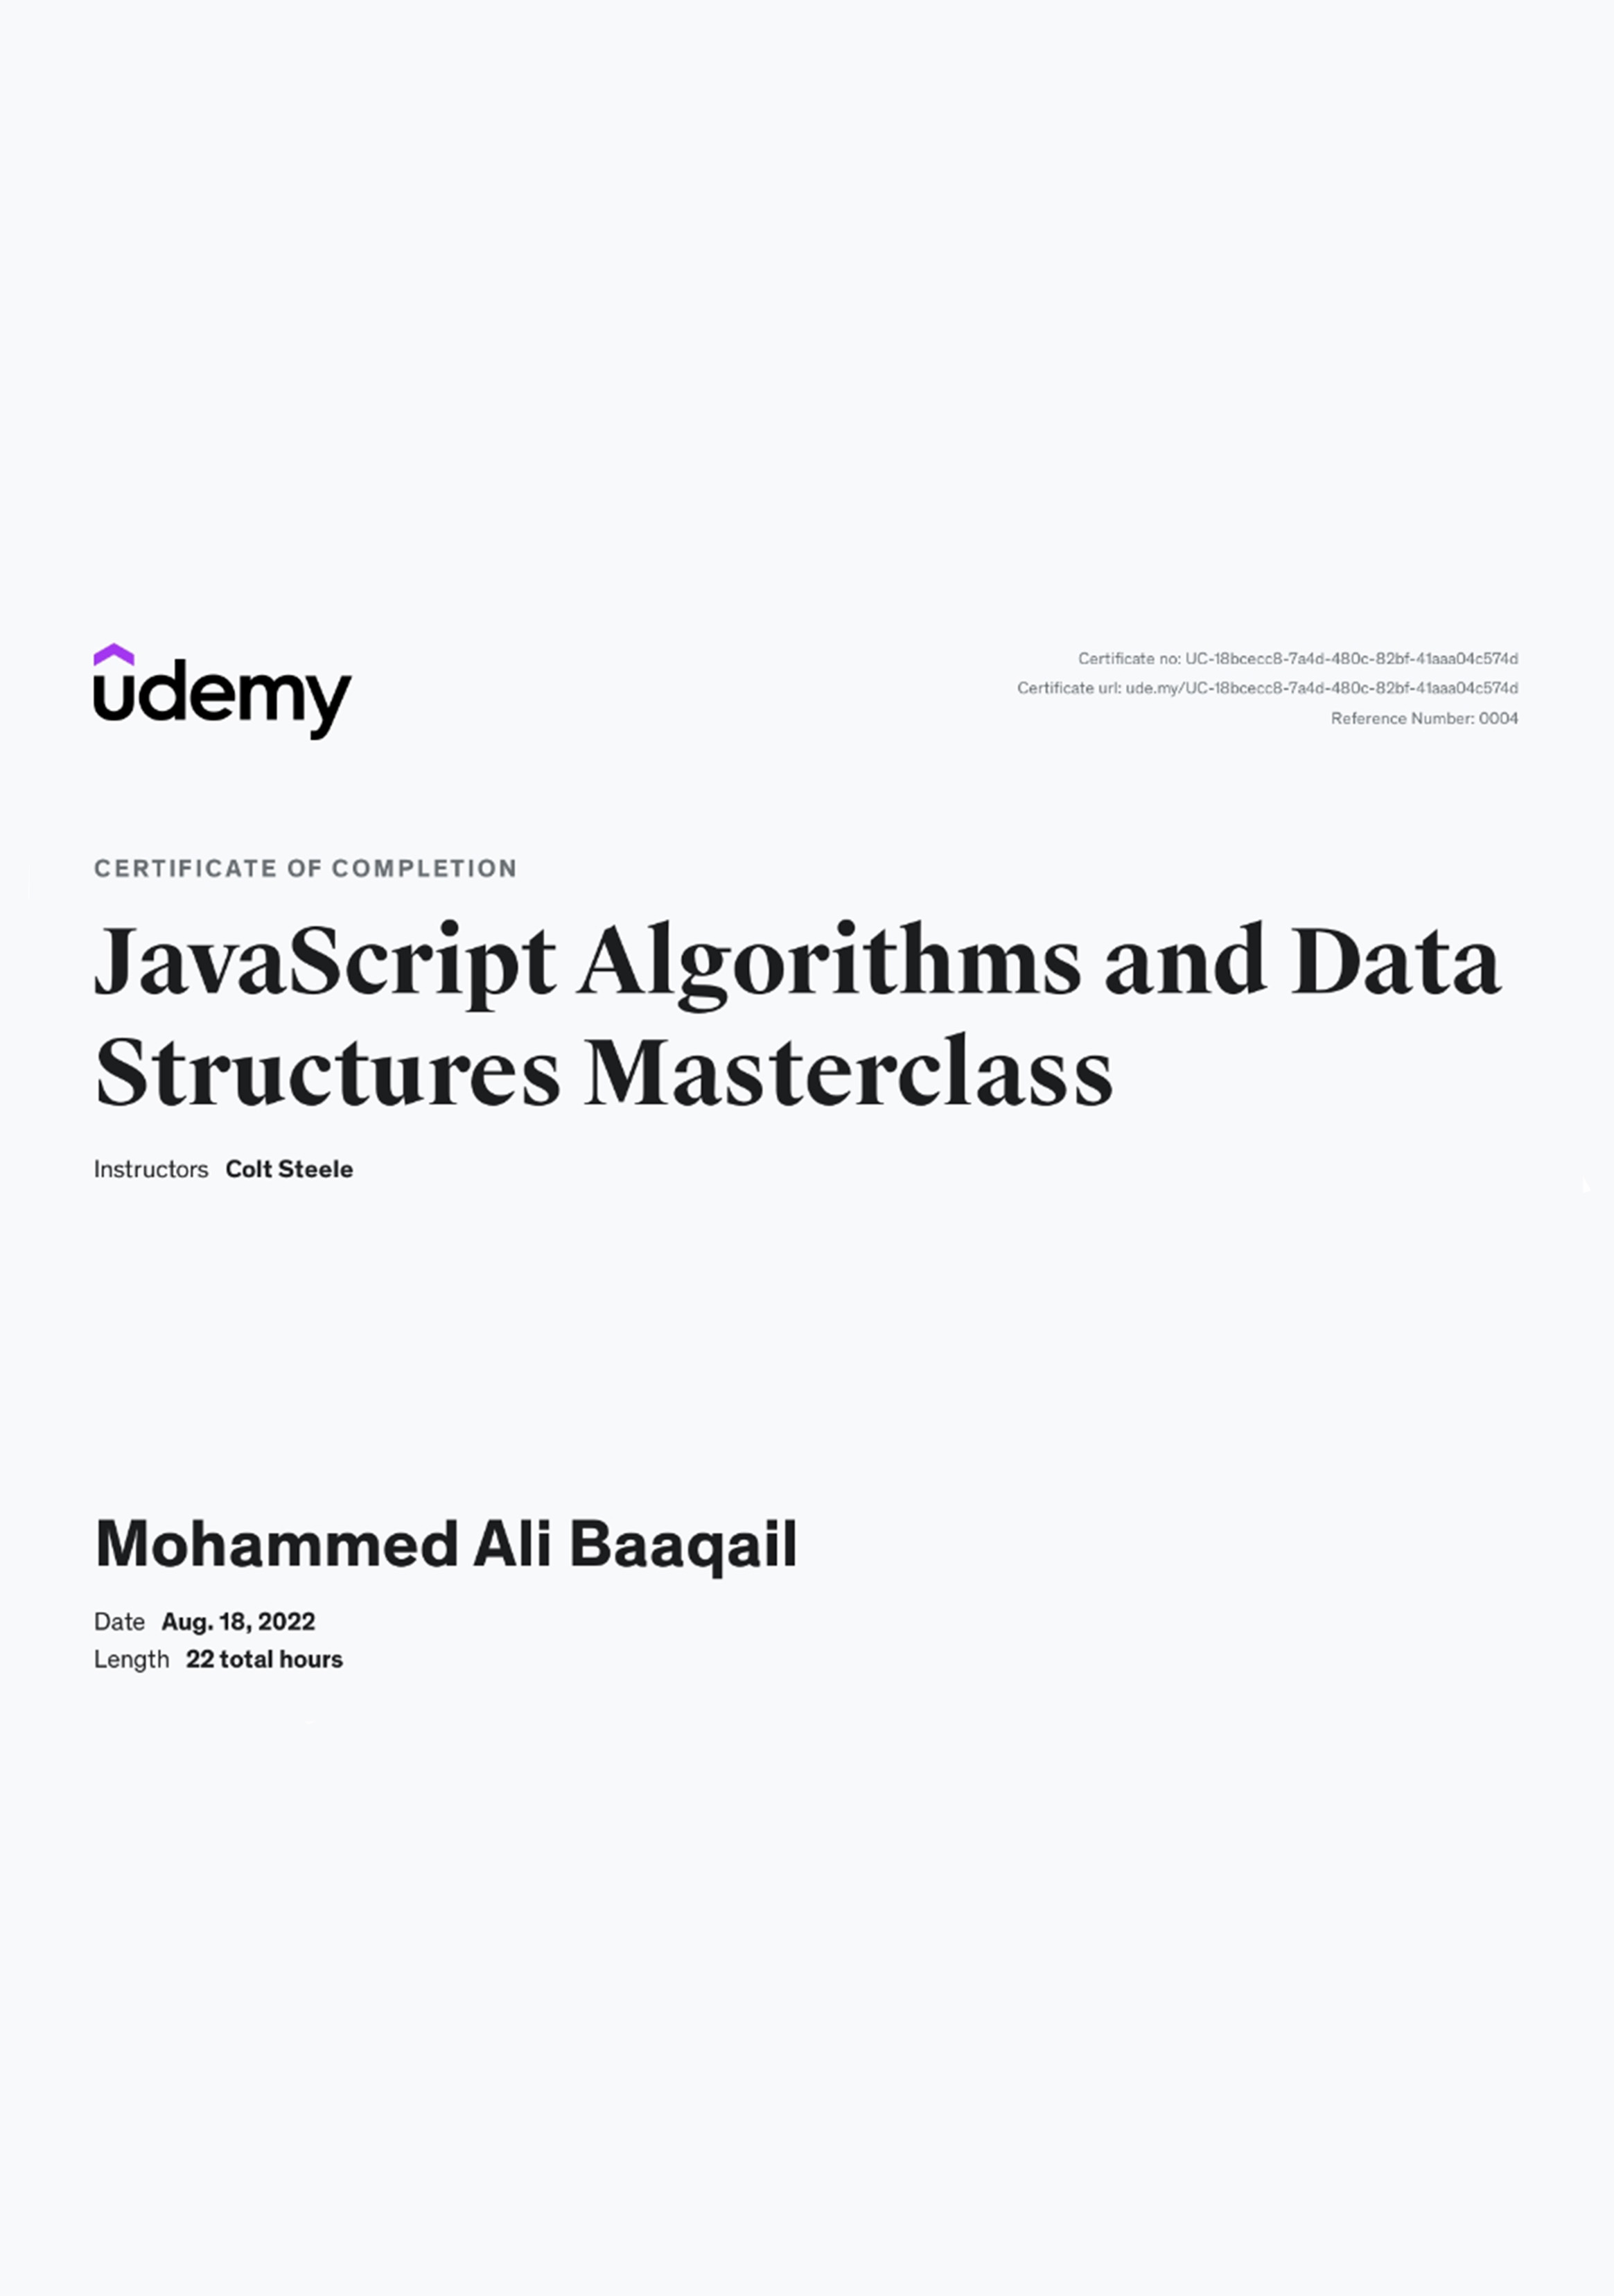 udemy
Certificate no: UC-18bcecc8-7a4d-480c-82bf-41aaa04c574d
Certificate url: ude.my/UC-18bcecc8-7a4d-480c-82bf-41aaa04c574d
Reference Number: 0004
CERTIFICATE OF COMPLETION
JavaScript Algorithms and Data
Structures Masterclass
Instructors Colt Steele
Mohammed Ali Baaqail
Date Aug. 18, 2022
Length 22 total hours